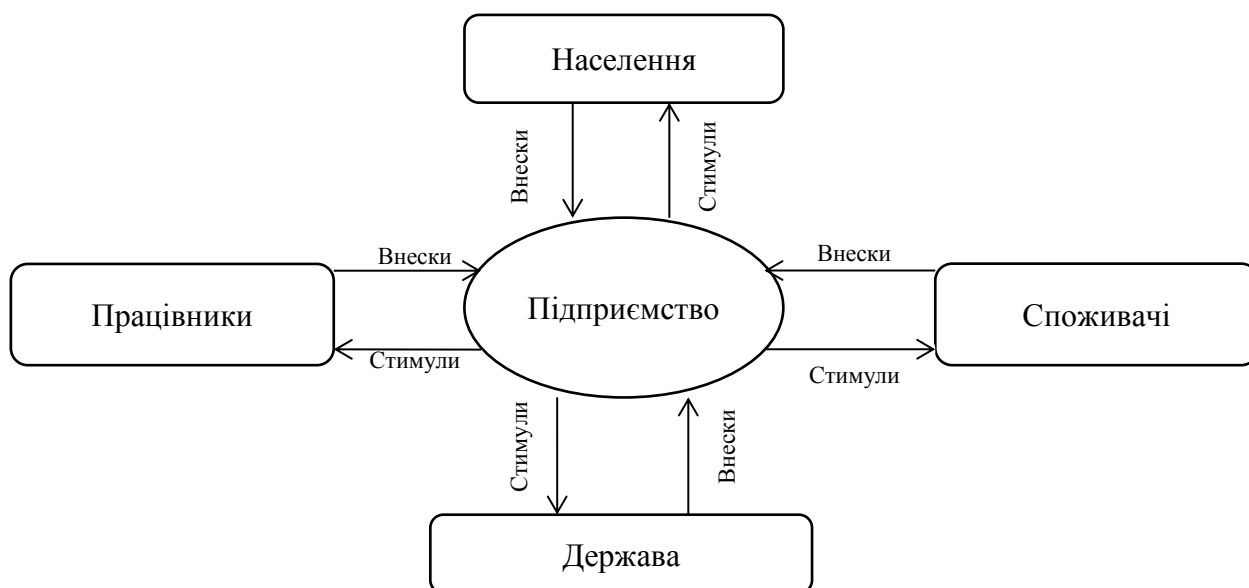 Населення
Внески
Стимули
Внески
Внески
Працівники
Підприємство
Споживачі
Стимули
Стимули
Стимули
Внески
Держава